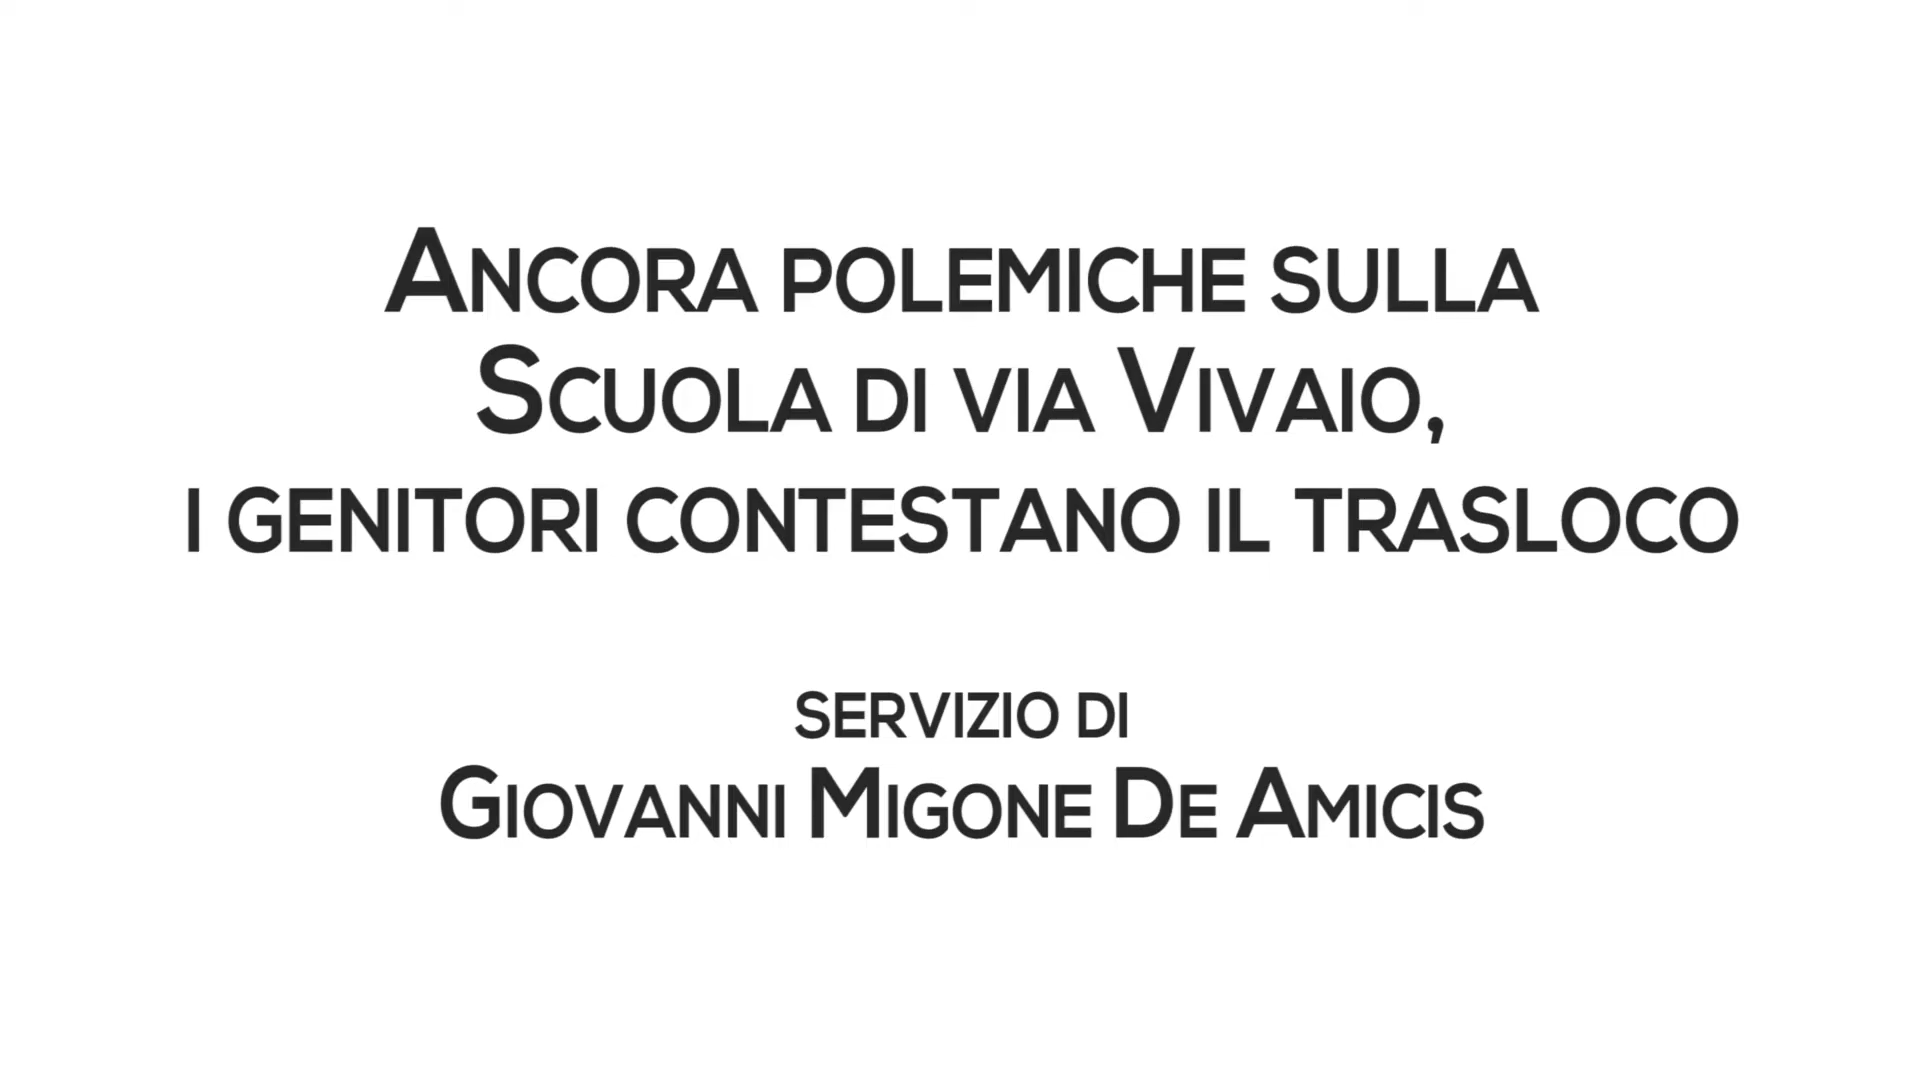 Ancora polemiche sulla
Scuola di via Vivaio,
i genitori contestano il trasloco
servizio di
Giovanni Migone De Amicis